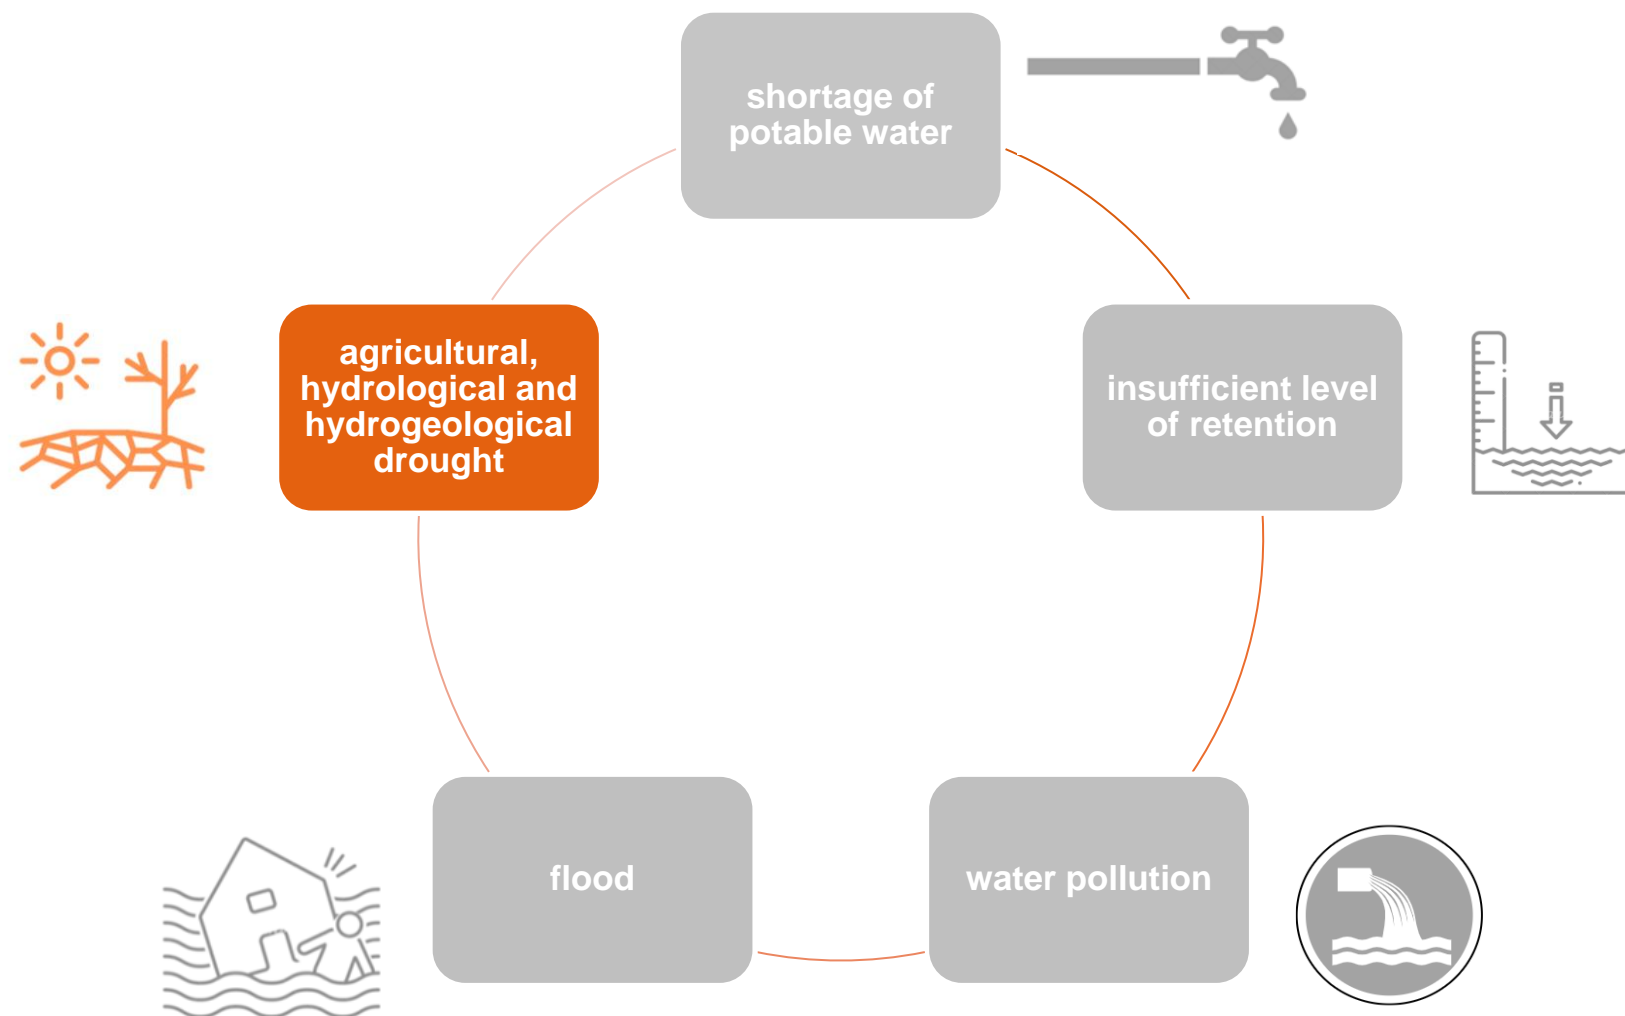 shortage of
potable water
agricultural,
hydrological and
hydrogeological
drought
insufficient level
of retention
flood
water pollution